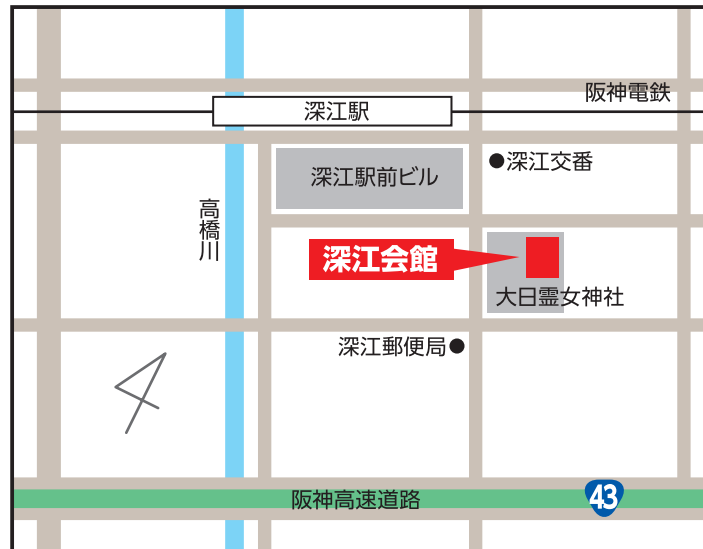 阪神電鉄
深江駅
深江交番
深江駅前ビル
高橋川
深江会館
大日霊女神社
深江郵便局
阪神高速道路
43